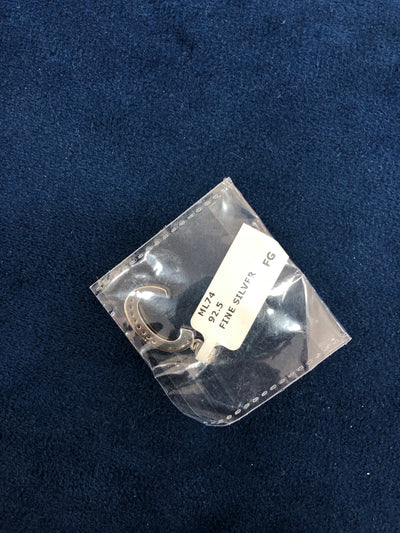 ML74
92.5
FINE SILVER
FG